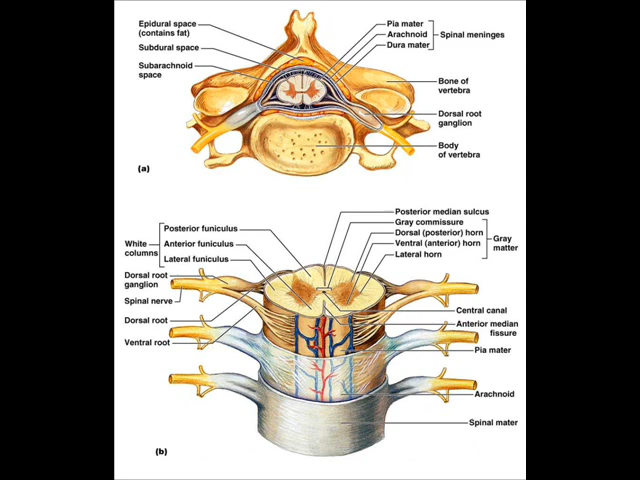 Epidural space
(contains fat)
Subdural space
Subarachnoid
space
Pia mater
Arachnoid
Dura mater
Spinal meninges
Bone of
vertebra
Dorsal root
ganglion
Body
of vertebra
(a)
Posterior median sulcus
Gray commissure
Dorsal (posterior) horn
Ventral (anterior) horn
Lateral horn
Gray
matter
White
columns
Posterior funiculus
Anterior funiculus
Lateral funiculus
Dorsal root
ganglion
Spinal nerve
Dorsal root
Ventral root
Central canal
Anterior median
fissure
Pia mater
Arachnoid
Spinal mater
(b)